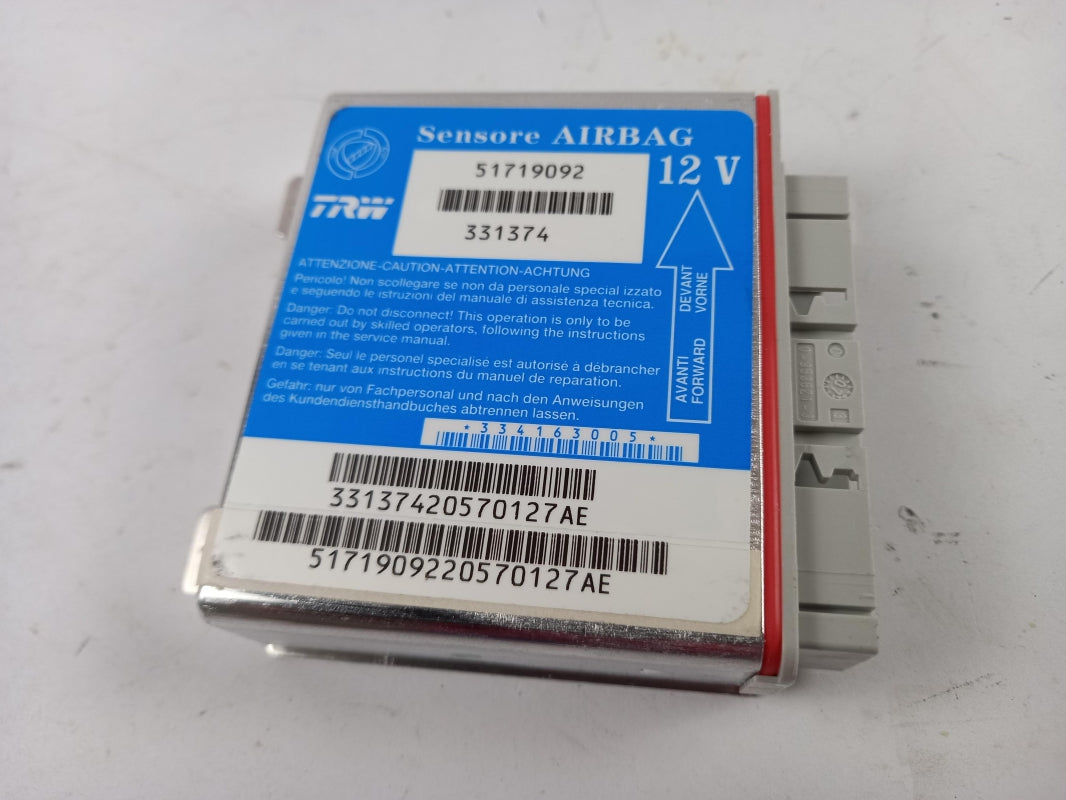 Sensore AIRBAG
TRW
51719092
331374
12 V
ATTENZIONE-CAUTION-ATTENTION-ACHTUNG
Pericolo! Non scollegare se non da personale special izzato
e seguendo le istruzioni del manuale di assistenza tecnica.
Danger: Do not disconnect! This operation is only to be
carried out by skilled operators, following the instructions
given in the service manual.
Danger: Seul le personel specialisé est autorisé à débrancher
en se tenant aux instructions du manuel de reparation.
Gefahr: nur von Fachpersonal und nach den Anweisungen
des Kundendiensthandbuches abtrennen lassen.
AVANTI DEVANT
FORWARD VORNE
*334163005*
33137420570127AE
5171909220570127AE